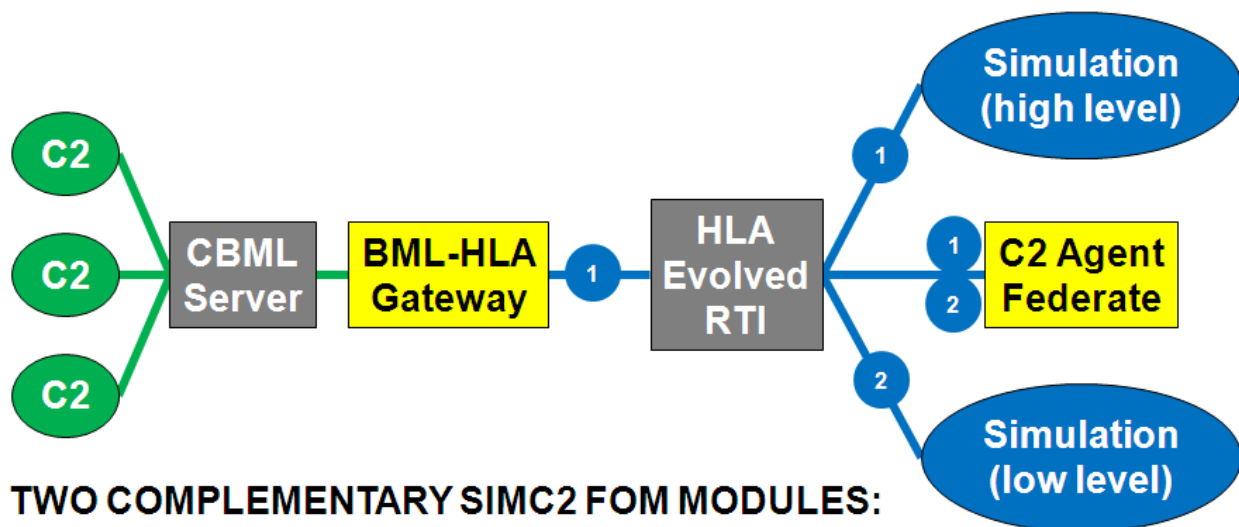 C2
C2
C2
CBML
Server
BML-HLA
Gateway
1
HLA
Evolved
RTI
1
1
2
2
Simulation
(high level)
C2 Agent
Federate
Simulation
(low level)
TWO COMPLEMENTARY SIMC2 FOM MODULES: